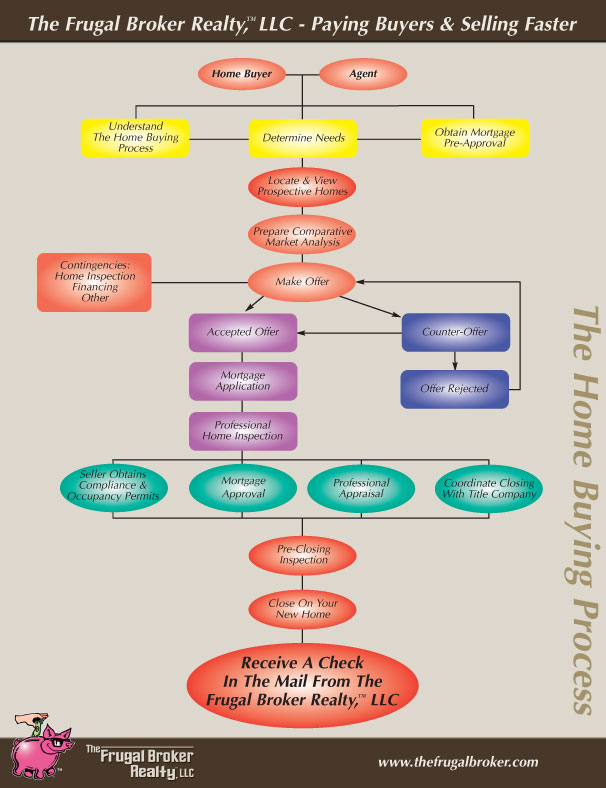 The Frugal Broker Realty,™ LLC - Paying Buyers & Selling Faster
Home Buyer
Agent
Understand
The Home Buying
Process
Determine Needs
Obtain Mortgage
Pre-Approval
Locate & View
Prospective Homes
Prepare Comparative
Market Analysis
Contingencies:
Home Inspection
Financing
Other
Make Offer
Accepted Offer
Counter-Offer
Mortgage
Application
Offer Rejected
Professional
Home Inspection
Seller Obtains
Compliance &
Occupancy Permits
Mortgage
Approval
Professional
Appraisal
Coordinate Closing
With Title Company
Pre-Closing
Inspection
Close On Your
New Home
Receive A Check
In The Mail From The
Frugal Broker Realty,™ LLC
The Home Buying Process
™
The Frugal Broker
Realty, LLC
www.thefrugalbroker.com